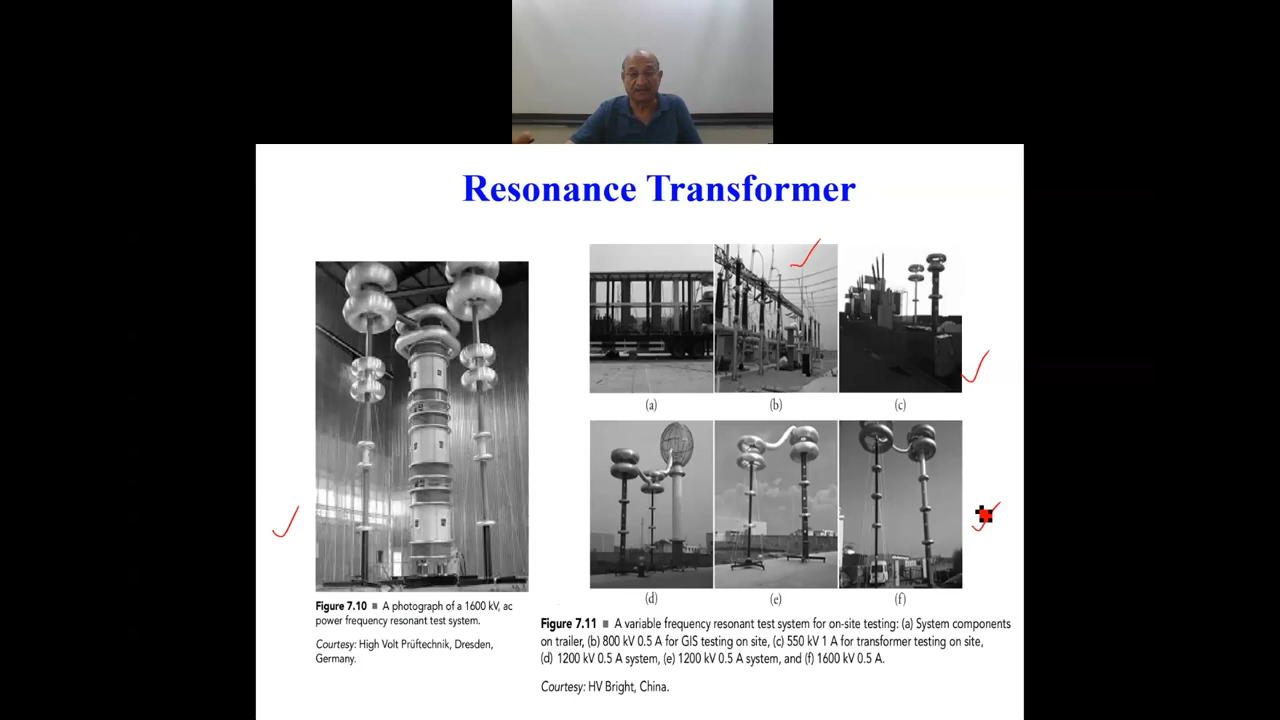 Resonance Transformer
(a)
(b)
(c)
(d)
(e)
(f)
Figure 7.10 ■ A photograph of a 1600 kV, ac
power frequency resonant test system.
Courtesy: High Volt Prüftechnik, Dresden,
Germany.
Figure 7.11 ■ A variable frequency resonant test system for on-site testing: (a) System components
on trailer, (b) 800 kV 0.5 A for GIS testing on site, (c) 550 kV 1 A for transformer testing on site,
(d) 1200 kV 0.5 A system, (e) 1200 kV 0.5 A system, and (f) 1600 kV 0.5 A.
Courtesy: HV Bright, China.